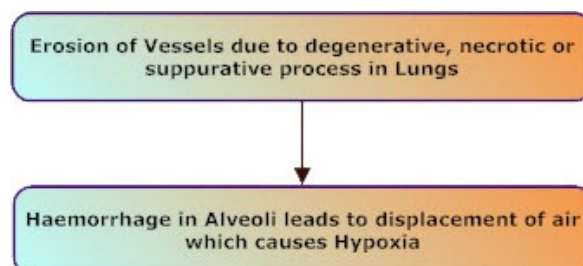 Erosion of Vessels due to degenerative, necrotic or
suppurative process in Lungs
Haemorrhage in Alveoli leads to displacement of air
which causes Hypoxia